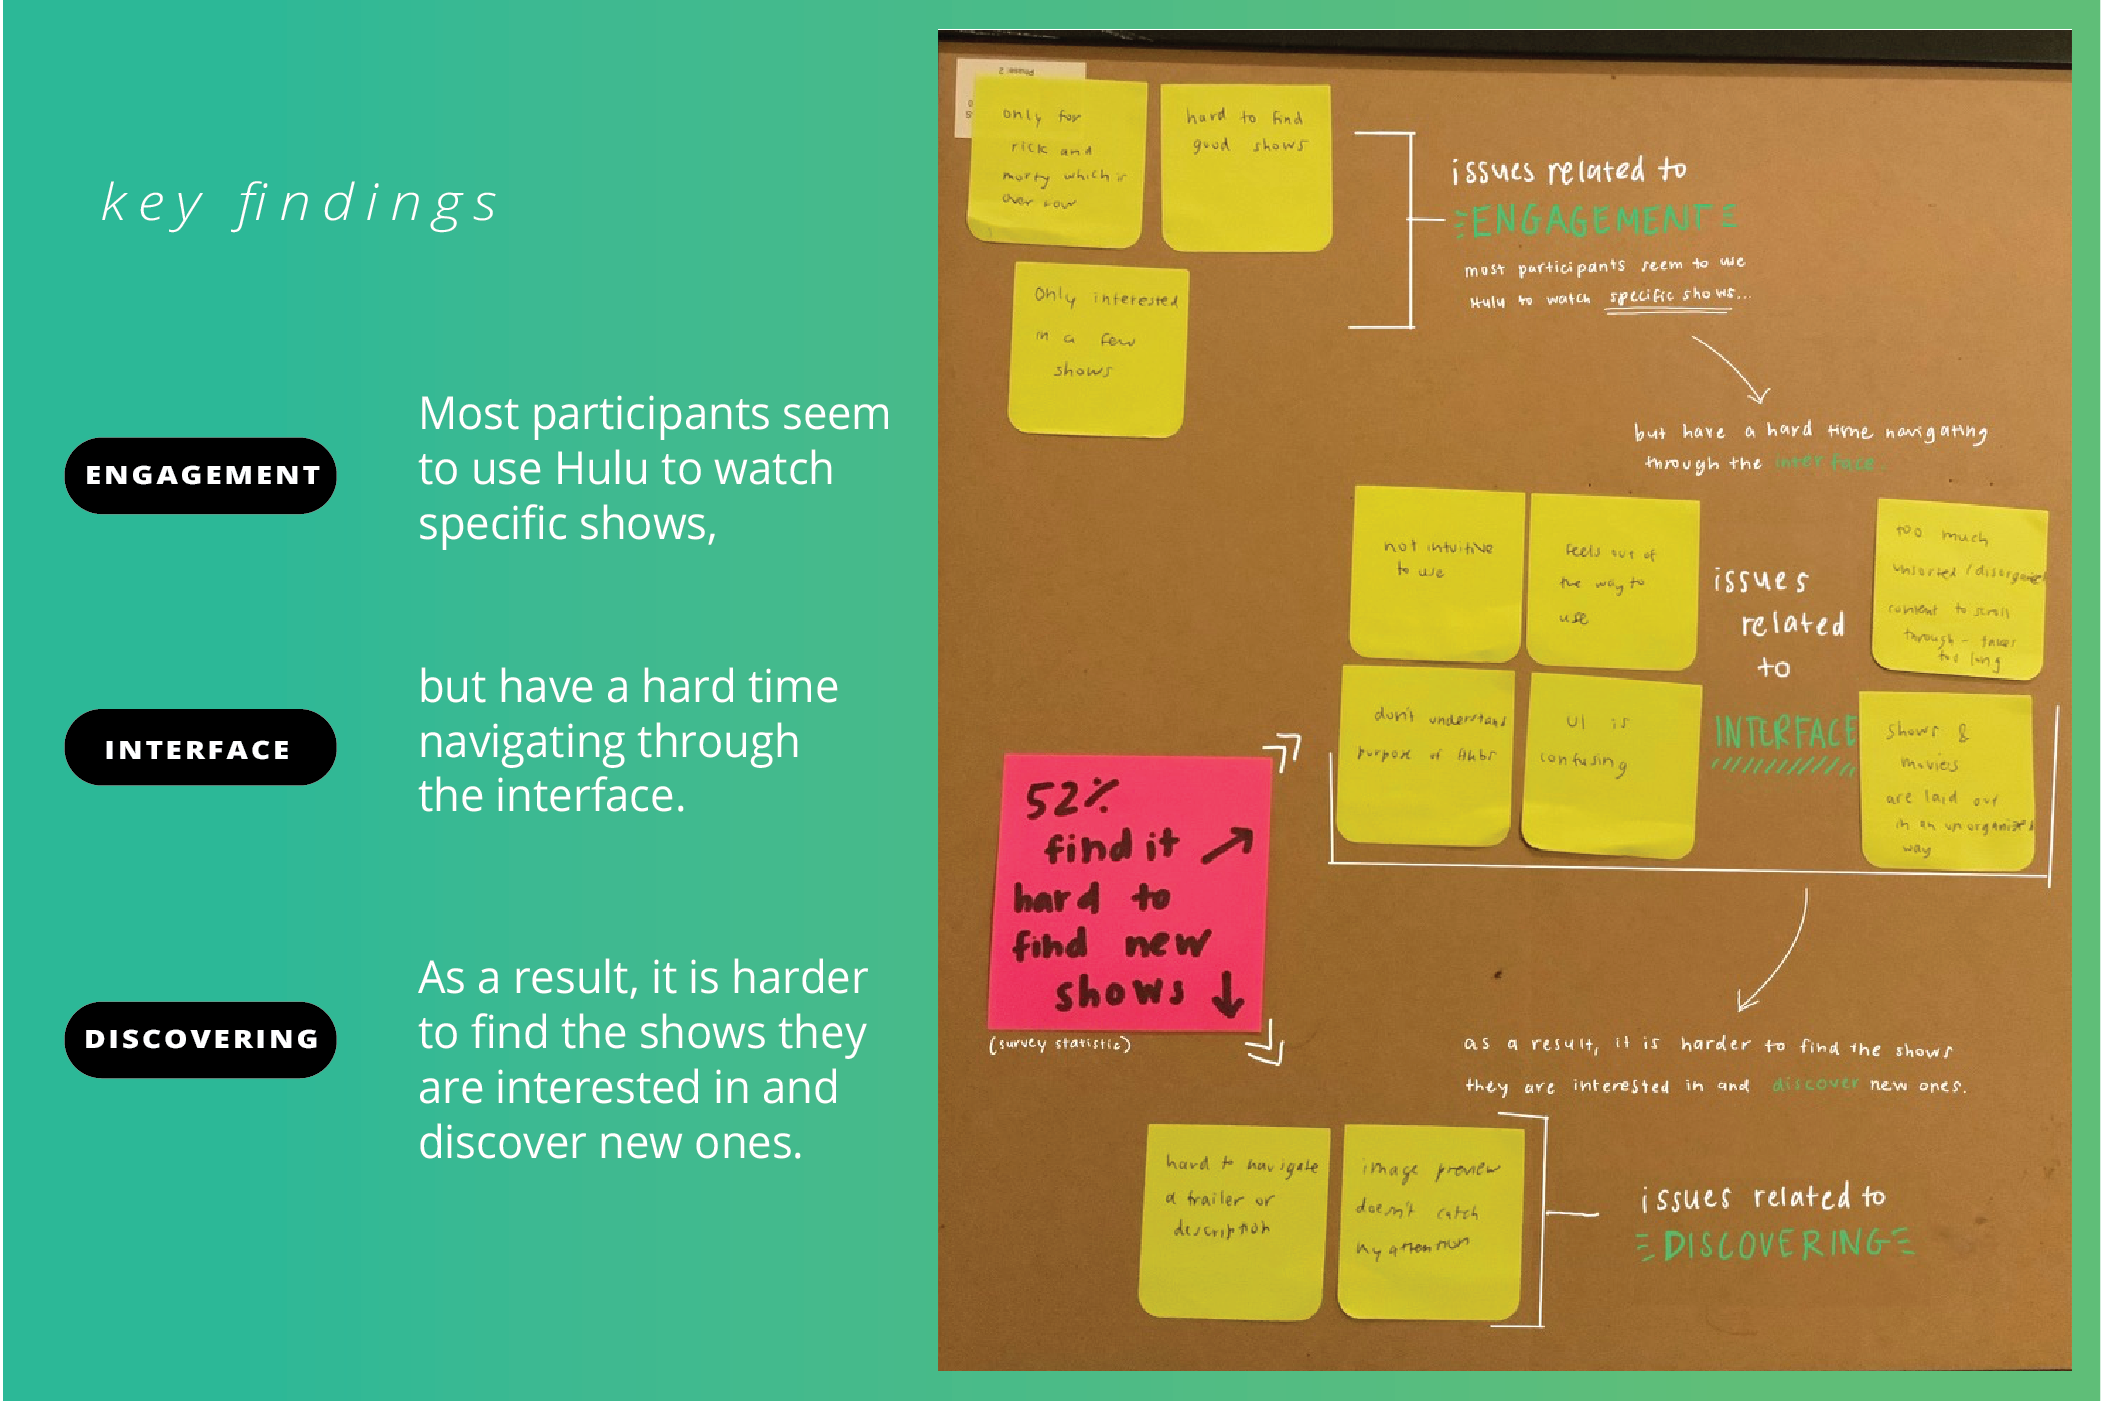 key findings
ENGAGEMENT
Most participants seem
to use Hulu to watch
specific shows,
INTERFACE
but have a hard time
navigating through
the interface.
DISCOVERING
As a result, it is harder
to find the shows they
are interested in and
discover new ones.
Phase 2
only for
rick and
morty which is
over now
hard to find
good shows
Only interested
in a few
shows
issues related to
ENGAGEMENT
most participants seem to use
Hulu to watch specific shows...
but have a hard time navigating
through the interface.
not intuitive
to use
Feels out of
the way to
use
don't understand
purpose of
UI is
confusing
issues
related
to
INTERFACE
too much
unsorted / disorganized
content to scroll
through - takes
too long
shows &
movies
are laid out
in an unorganized
way
52%
find it
hard to
find new
shows
(survey statistic)
as a result, it is harder to find the shows
they are interested in and discover new ones.
hard to navigate
a trailer or
description
image preview
doesn't catch
my attention
issues related to
DISCOVERING